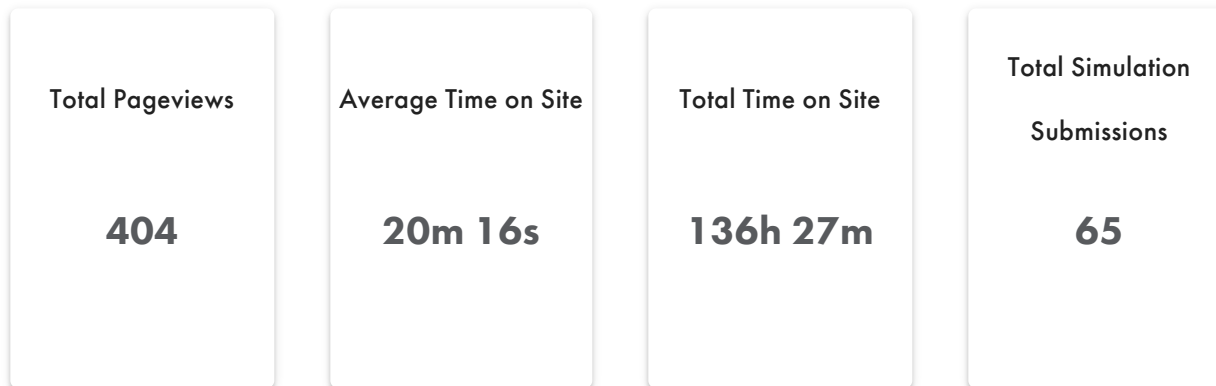 Total Pageviews
404
Average Time on Site
20m 16s
Total Time on Site
136h 27m
Total Simulation
Submissions
65